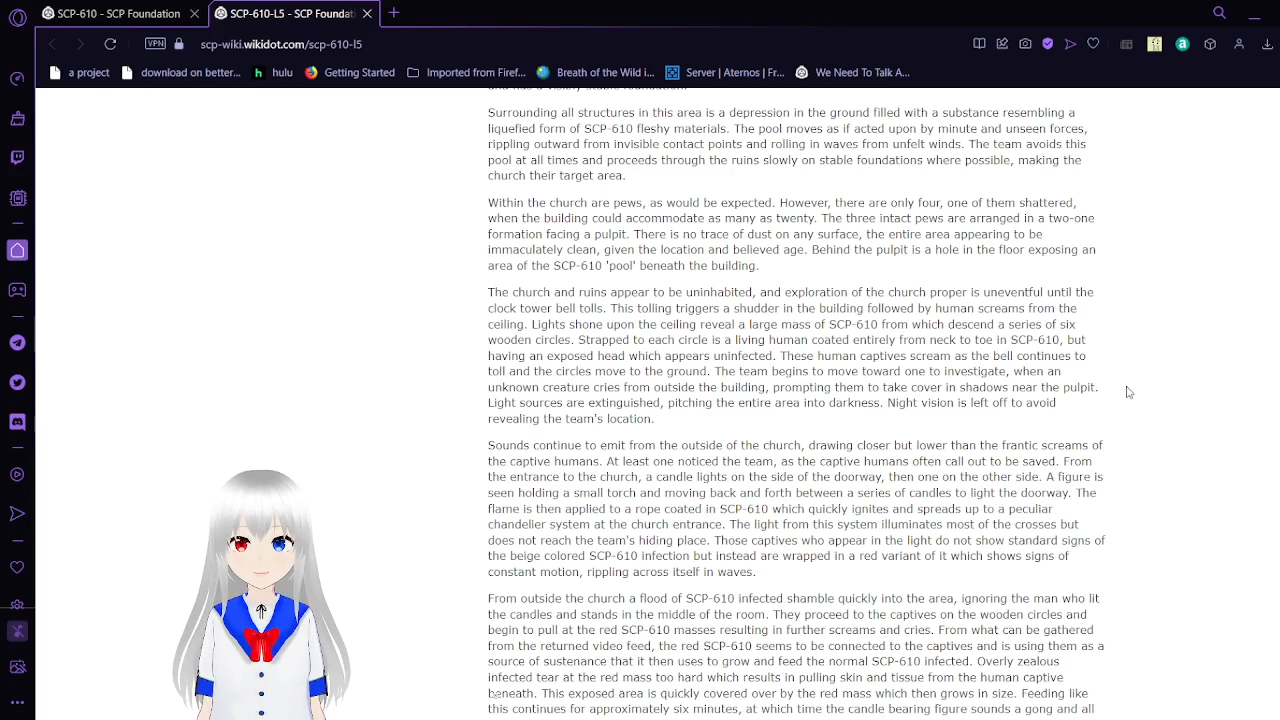 SCP-610 - SCP Foundation
SCP-610-L5 - SCP Foundati
VPN
scp-wiki.wikidot.com/scp-610-l5
a project
download on better...
hulu
Getting Started
Imported from Firef...
Breath of the Wild i...
Server | Aternos | Fr...
We Need To Talk A...
and has a visibly stable foundation.
Surrounding all structures in this area is a depression in the ground filled with a substance resembling a
liquefied form of SCP-610 fleshy materials. The pool moves as if acted upon by minute and unseen forces,
rippling outward from invisible contact points and rolling in waves from unfelt winds. The team avoids this
pool at all times and proceeds through the ruins slowly on stable foundations where possible, making the
church their target area.
Within the church are pews, as would be expected. However, there are only four, one of them shattered,
when the building could accommodate as many as twenty. The three intact pews are arranged in a two-one
formation facing a pulpit. There is no trace of dust on any surface, the entire area appearing to be
immaculately clean, given the location and believed age. Behind the pulpit is a hole in the floor exposing an
area of the SCP-610 'pool' beneath the building.
The church and ruins appear to be uninhabited, and exploration of the church proper is uneventful until the
clock tower bell tolls. This tolling triggers a shudder in the building followed by human screams from the
ceiling. Lights shone upon the ceiling reveal a large mass of SCP-610 from which descend a series of six
wooden circles. Strapped to each circle is a living human coated entirely from neck to toe in SCP-610, but
having an exposed head which appears uninfected. These human captives scream as the bell continues to
toll and the circles move to the ground. The team begins to move toward one to investigate, when an
unknown creature cries from outside the building, prompting them to take cover in shadows near the pulpit.
Light sources are extinguished, pitching the entire area into darkness. Night vision is left off to avoid
revealing the team's location.
Sounds continue to emit from the outside of the church, drawing closer but lower than the frantic screams of
the captive humans. At least one noticed the team, as the captive humans often call out to be saved. From
the entrance to the church, a candle lights on the side of the doorway, then one on the other side. A figure is
seen holding a small torch and moving back and forth between a series of candles to light the doorway. The
flame is then applied to a rope coated in SCP-610 which quickly ignites and spreads up to a peculiar
chandelier system at the church entrance. The light from this system illuminates most of the crosses but
does not reach the team's hiding place. Those captives who appear in the light do not show standard signs of
the beige colored SCP-610 infection but instead are wrapped in a red variant of it which shows signs of
constant motion, rippling across itself in waves.
From outside the church a flood of SCP-610 infected shamble quickly into the area, ignoring the man who lit
the candles and stands in the middle of the room. They proceed to the captives on the wooden circles and
begin to pull at the red SCP-610 masses resulting in further screams and cries. From what can be gathered
from the returned video feed, the red SCP-610 seems to be connected to the captives and is using them as a
source of sustenance that it then uses to grow and feed the normal SCP-610 infected. Overly zealous
infected tear at the red mass too hard which results in pulling skin and tissue from the human captive
beneath. This exposed area is quickly covered over by the red mass which then grows in size. Feeding like
this continues for approximately six minutes, at which time the candle bearing figure sounds a gong and all